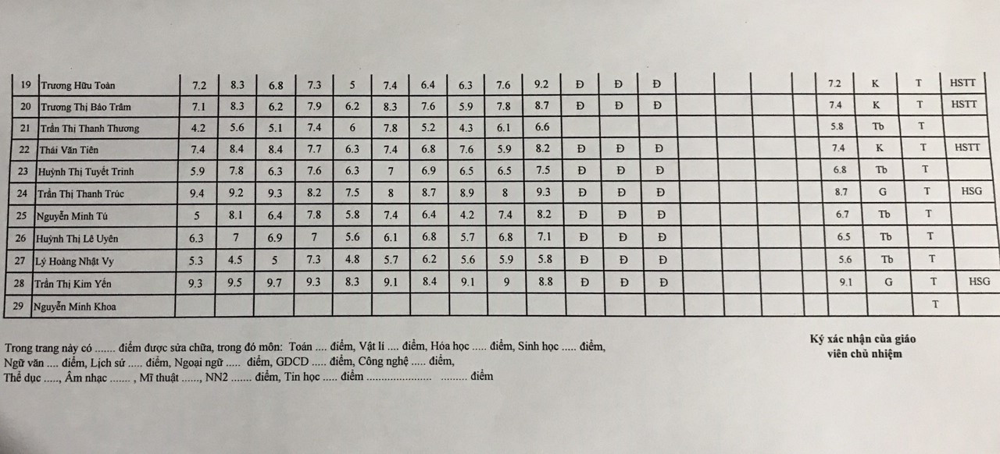 19 Trương Hữu Toàn 7.2 8.3 6.8 7.3 5 7.4 6.4 6.3 7.6 9.2 Đ Đ Đ 7.2 K T HSTT
20 Trương Thị Bảo Trâm 7.1 8.3 6.2 7.9 6.2 8.3 7.6 5.9 7.8 8.7 Đ Đ Đ 7.4 K T HSTT
21 Trần Thị Thanh Thương 4.2 5.6 5.1 7.4 6 7.8 5.2 4.3 6.1 6.6 5.8 Tb T
22 Thái Văn Tiên 7.4 8.4 8.4 7.7 6.3 7.4 6.8 7.6 5.9 8.2 Đ Đ Đ 7.4 K T HSTT
23 Huỳnh Thị Tuyết Trinh 5.9 7.8 6.3 7.6 6.3 7 6.9 6.5 6.5 7.5 Đ Đ Đ 6.8 Tb T
24 Trần Thị Thanh Trúc 9.4 9.2 9.3 8.2 7.5 8 8.7 8.9 8 9.3 Đ Đ Đ 8.7 G T HSG
25 Nguyễn Minh Tú 5 8.1 6.4 7.8 5.8 7.4 6.4 4.2 7.4 8.2 Đ Đ Đ 6.7 Tb T
26 Huỳnh Thị Lê Uyên 6.3 7 6.9 7 5.6 6.1 6.8 5.7 6.8 7.1 Đ Đ Đ 6.5 Tb T
27 Lý Hoàng Nhật Vy 5.3 4.5 5 7.3 4.8 5.7 6.2 5.6 5.9 5.8 Đ Đ Đ 5.6 Tb T
28 Trần Thị Kim Yến 9.3 9.5 9.7 9.3 8.3 9.1 8.4 9.1 9 8.8 Đ Đ Đ 9.1 G T HSG
29 Nguyễn Minh Khoa T
Trong trang này có ....... điểm được sửa chữa, trong đó môn: Toán .... điểm, Vật lí .... điểm, Hóa học ..... điểm, Sinh học ..... điểm,
Ngữ văn .... điểm, Lịch sử ..... điểm, Ngoại ngữ ..... điểm, GDCD ..... điểm, Công nghệ ..... điểm,
Thể dục ....., Âm nhạc ....... , Mĩ thuật ......, NN2 ....... điểm, Tin học ..... điểm ...................... ......... điểm
Ký xác nhận của giáo
viên chủ nhiệm